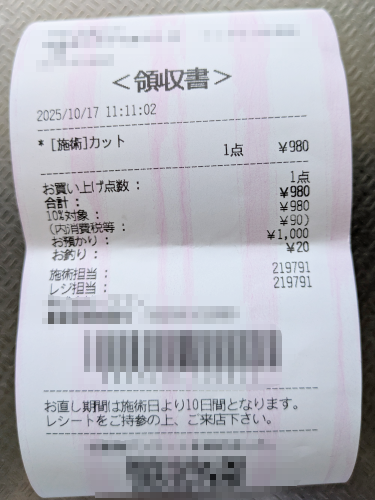 ＜領収書＞
2025/10/17 11:11:02
* [施術]カット
1点 ¥980
お買い上げ点数： 1点
合計： ¥980
10%対象： ¥980
(内)消費税等： ¥90)
お預かり： ¥1,000
お釣り： ¥20
施術担当： 219791
レジ担当： 219791
お直し期間は施術日より10日間となります。
レシートをご持参の上、ご来店下さい。